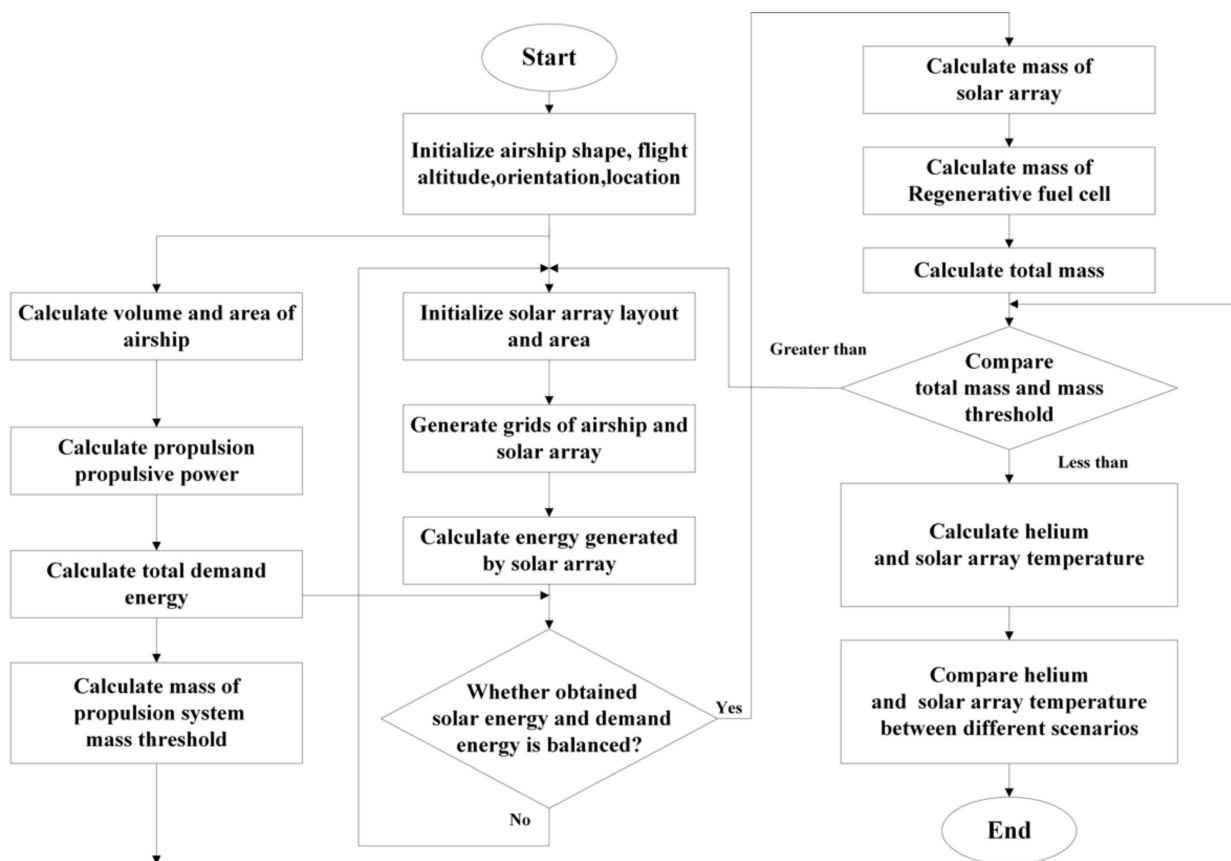 Start
Initialize airship shape, flight
altitude,orientation,location
Calculate volume and area of
airship
Calculate propulsion
propulsive power
Calculate total demand
energy
Calculate mass of
propulsion system
mass threshold
Initialize solar array layout
and area
Generate grids of airship and
solar array
Calculate energy generated
by solar array
Whether obtained
solar energy and demand
energy is balanced?
Yes
No
Calculate mass of
solar array
Calculate mass of
Regenerative fuel cell
Calculate total mass
Compare
total mass and mass
threshold
Greater than
Less than
Calculate helium
and solar array temperature
Compare helium
and solar array temperature
between different scenarios
End